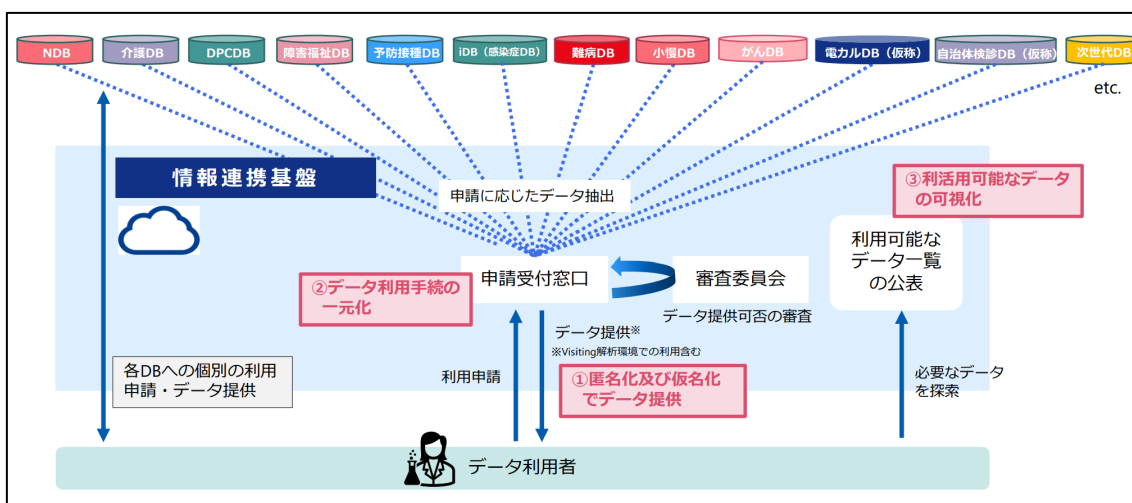 NDB
介護DB
DPCDB
障害福祉DB
予防接種DB
iDB（感染症DB）
難病DB
小慢DB
がんDB
電カルDB（仮称）
自治体検診DB（仮称）
次世代DB
etc.
情報連携基盤
申請に応じたデータ抽出
③利活用可能なデータ
の可視化
利用可能な
データ一覧
の公表
②データ利用手続の
一元化
申請受付窓口
審査委員会
データ提供可否の審査
データ提供※
※Visiting解析環境での利用含む
利用申請
①匿名化及び仮名化
でデータ提供
各DBへの個別の利用
申請・データ提供
必要なデータ
を探索
データ利用者